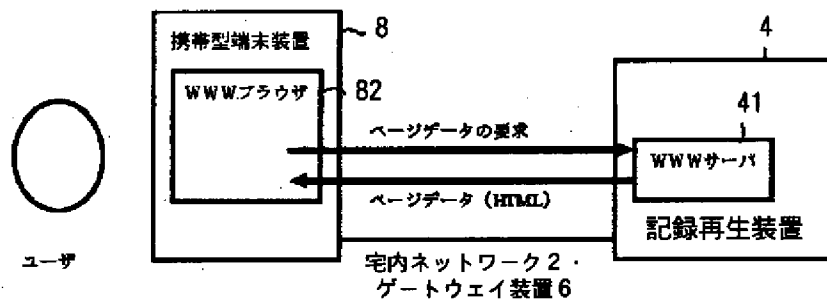 携帯型端末装置
8
WWWブラウザ
82
4
41
ページデータの要求
WWWサーバ
ページデータ (HTML)
記録再生装置
ユーザ
宅内ネットワーク2・
ゲートウェイ装置6